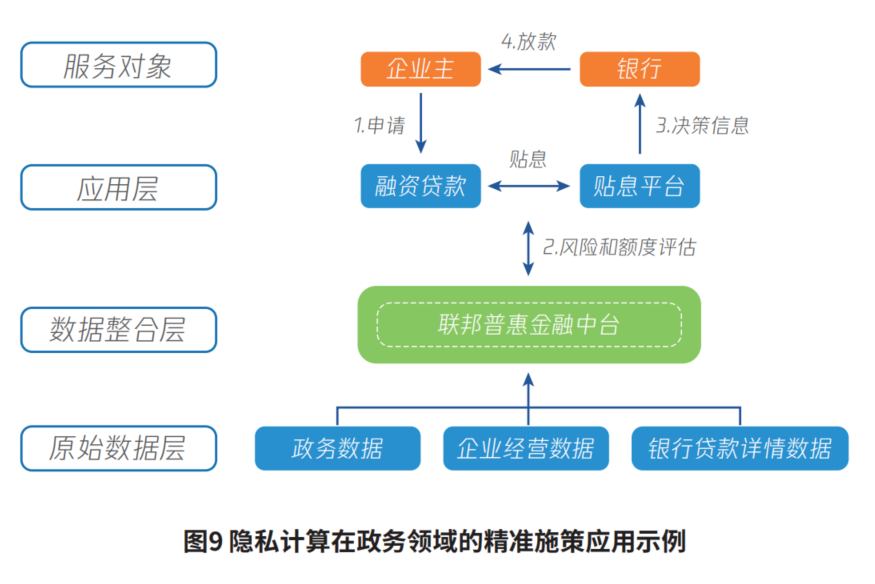 4.放款
服务对象
企业主
银行
1.申请
3.决策信息
贴息
应用层
融资贷款
贴息平台
2.风险和额度评估
数据整合层
联邦普惠金融中台
原始数据层
政务数据
企业经营数据
银行贷款详情数据
图9 隐私计算在政务领域的精准施策应用示例